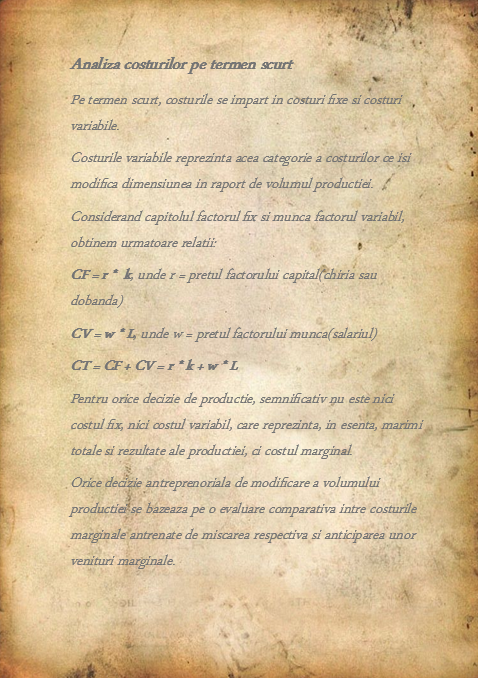 Analiza costurilor pe termen scurt
Pe termen scurt, costurile se impart in costuri fixe si costuri
variabile.
Costurile variabile reprezinta acea categorie a costurilor ce isi
modifica dimensiunea in raport de volumul productiei.
Considerand capitolul factorul fix si munca factorul variabil,
obtinem urmatoare relatii:
CF = r * k, unde r = pretul factorului capital(chiria sau
dobanda)
CV = w * L, unde w = pretul factorului munca(salariul)
CT = CF + CV = r * k + w * L
Pentru orice decizie de productie, semnificativ nu este nici
costul fix, nici costul variabil, care reprezinta, in esenta, marimi
totale si rezultate ale productiei, ci costul marginal.
Orice decizie antreprenoriala de modificare a volumului
productiei se bazeaza pe o evaluare comparativa intre costurile
marginale antrenate de miscarea respectiva si anticiparea unor
venituri marginale.